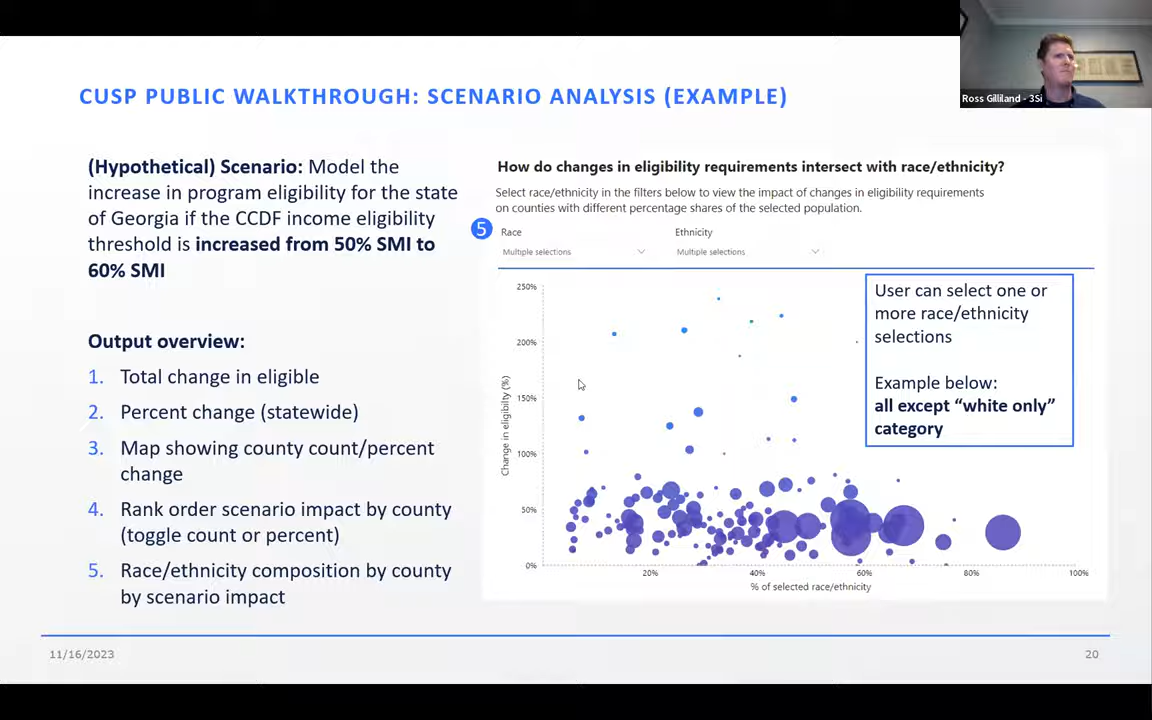 Ross Gilliland - 3Si
CUSP PUBLIC WALKTHROUGH: SCENARIO ANALYSIS (EXAMPLE)
(Hypothetical) Scenario: Model the
increase in program eligibility for the state
of Georgia if the CCDF income eligibility
threshold is increased from 50% SMI to
60% SMI
Output overview:
1. Total change in eligible
2. Percent change (statewide)
3. Map showing county count/percent
change
4. Rank order scenario impact by county
(toggle count or percent)
5. Race/ethnicity composition by county
by scenario impact
How do changes in eligibility requirements intersect with race/ethnicity?
Select race/ethnicity in the filters below to view the impact of changes in eligibility requirements
on counties with different percentage shares of the selected population.
5
Race
Ethnicity
Multiple selections
Multiple selections
User can select one or
more race/ethnicity
selections
Example below:
all except “white only”
category
Change in eligibilty (%)
250%
200%
150%
100%
50%
0%
20%
40%
60%
80%
100%
% of selected race/ethnicity
11/16/2023
20